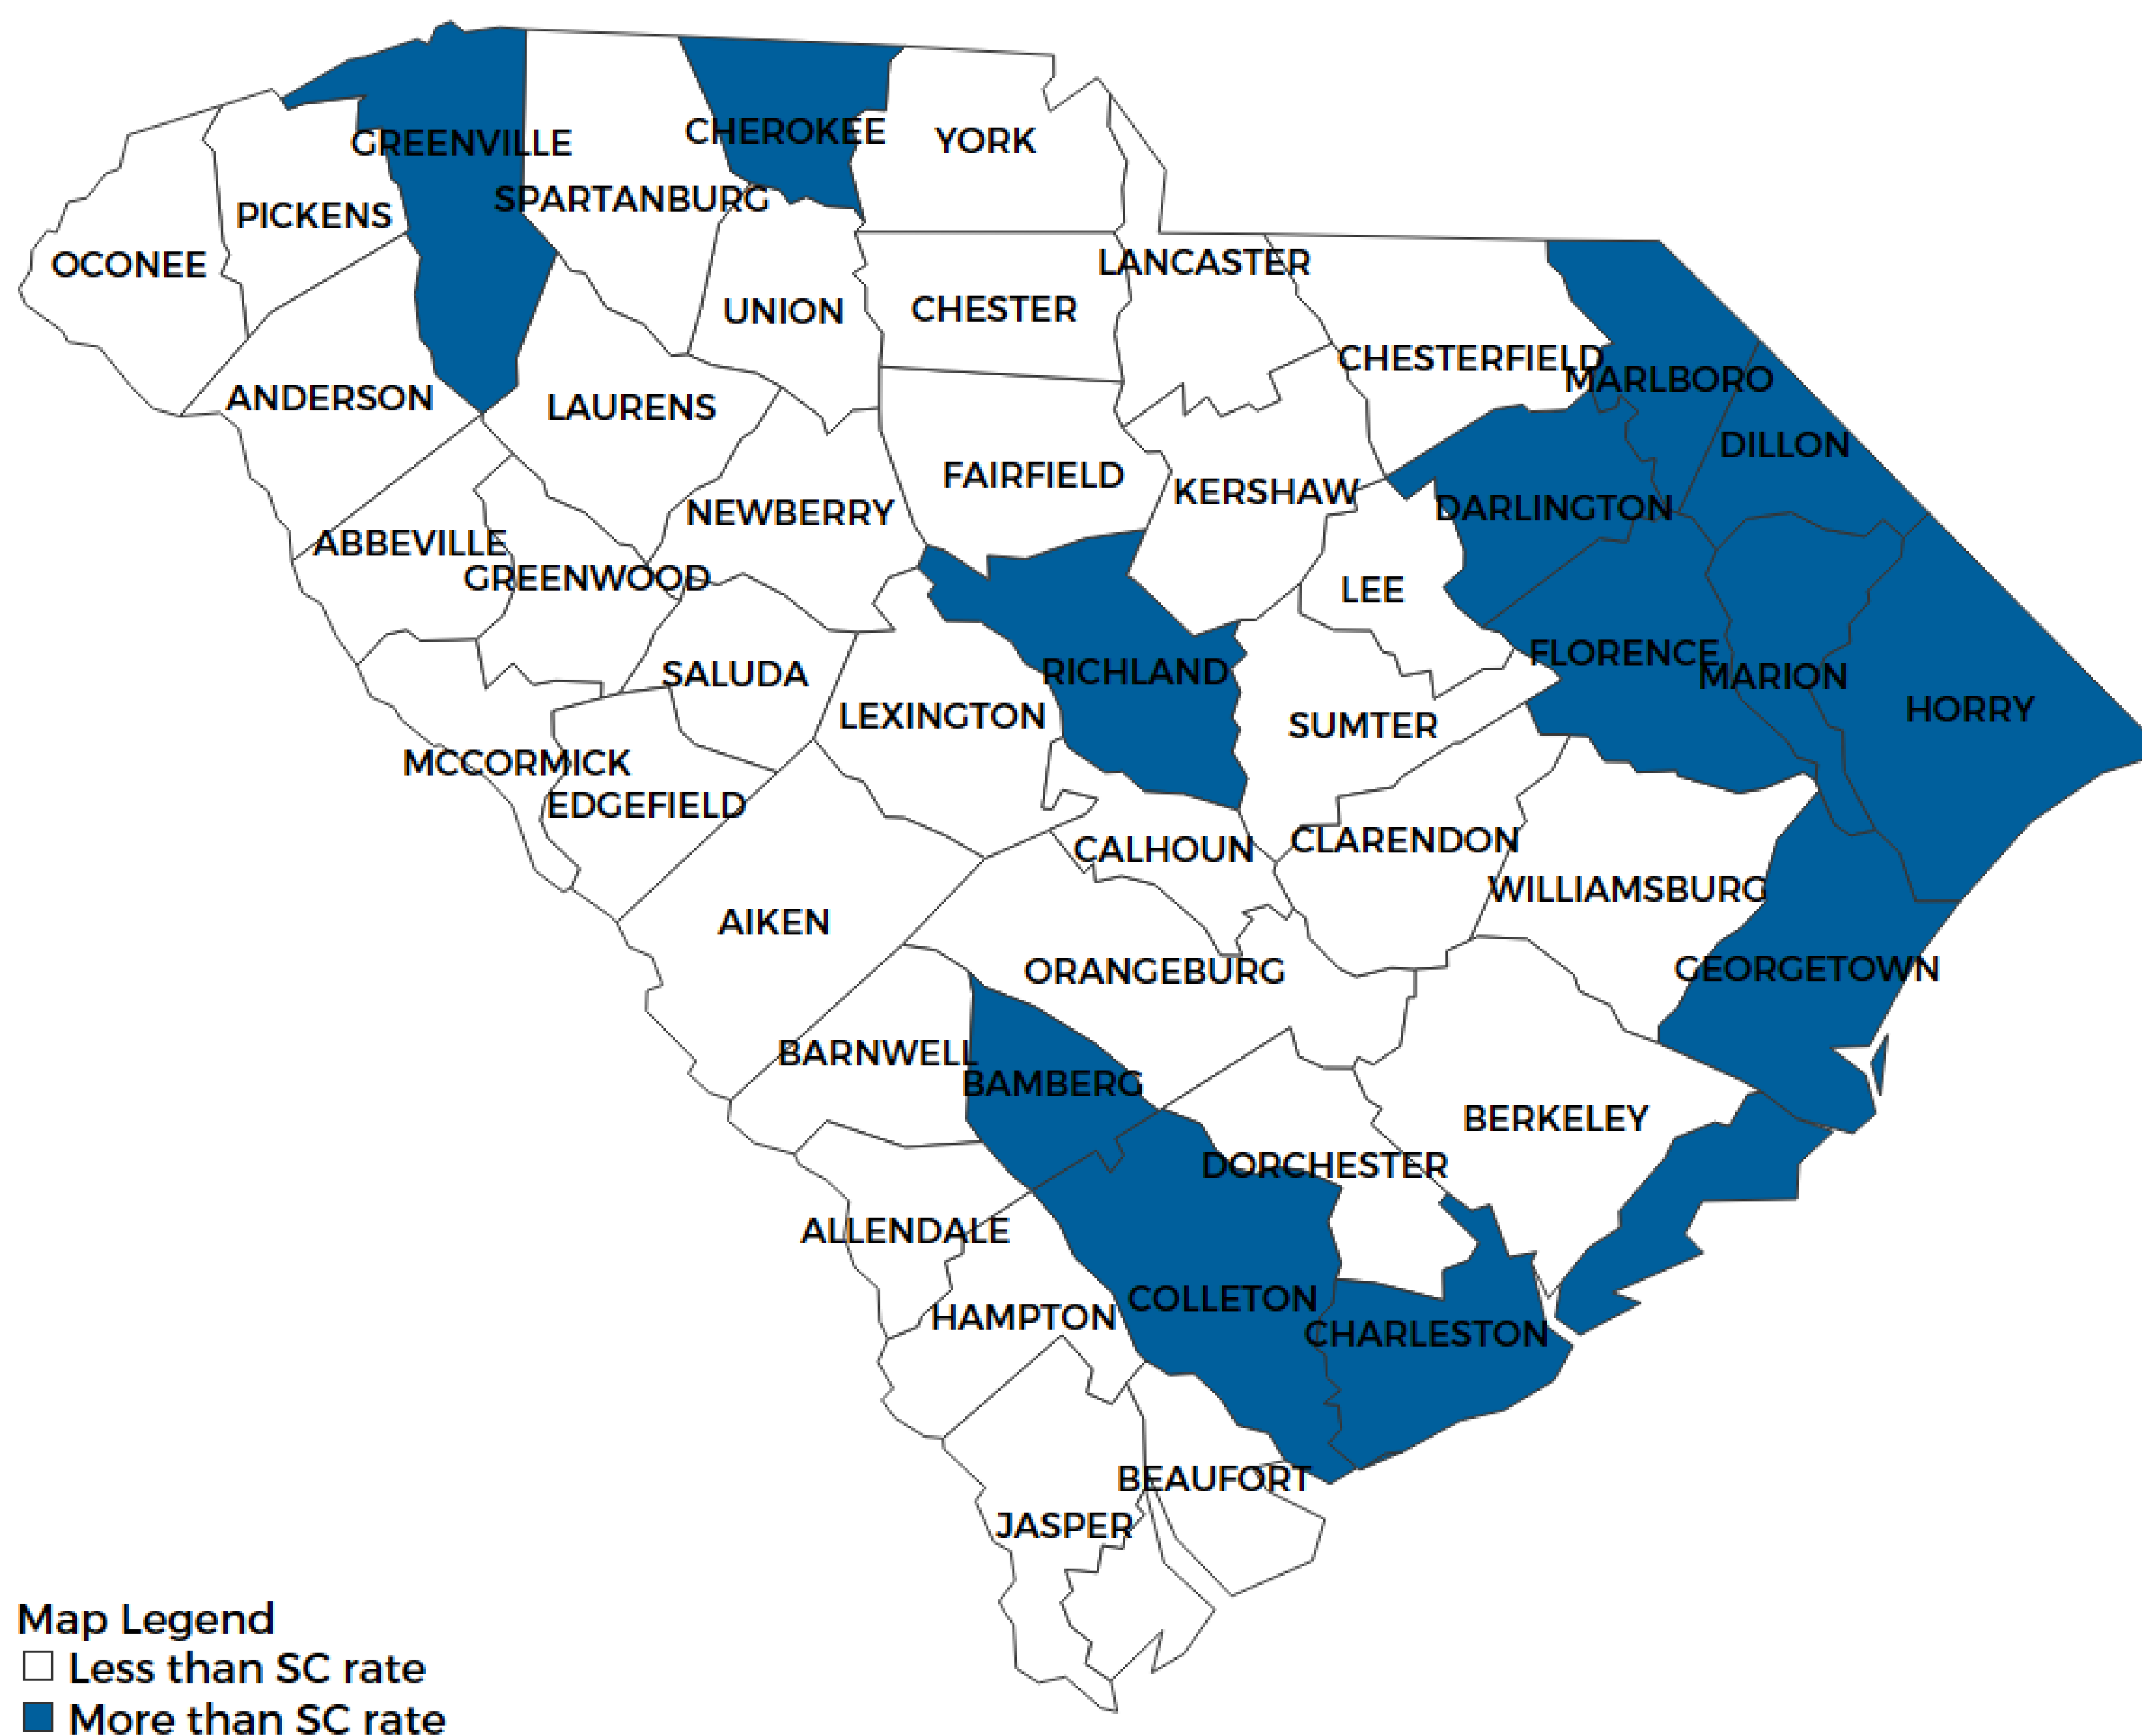 CHEROKEE
YORK
GREENVILLE
SPARTANBURG
PICKENS
OCONEE
LANCASTER
UNION
CHESTER
CHESTERFIELD
MARLBORO
ANDERSON
LAURENS
DILLON
FAIRFIELD
KERSHAW
DARLINGTON
NEWBERRY
ABBEVILLE
GREENWOOD
LEE
FLORENCE
RICHLAND
SALUDA
MARION
HORRY
LEXINGTON
SUMTER
MCCORMICK
EDGEFIELD
CLARENDON
CALHOUN
WILLIAMSBURG
AIKEN
GEORGETOWN
ORANGEBURG
BARNWELL
BAMBERG
BERKELEY
DORCHESTER
ALLENDALE
COLLETON
HAMPTON
CHARLESTON
BEAUFORT
JASPER
Map Legend
Less than SC rate
More than SC rate